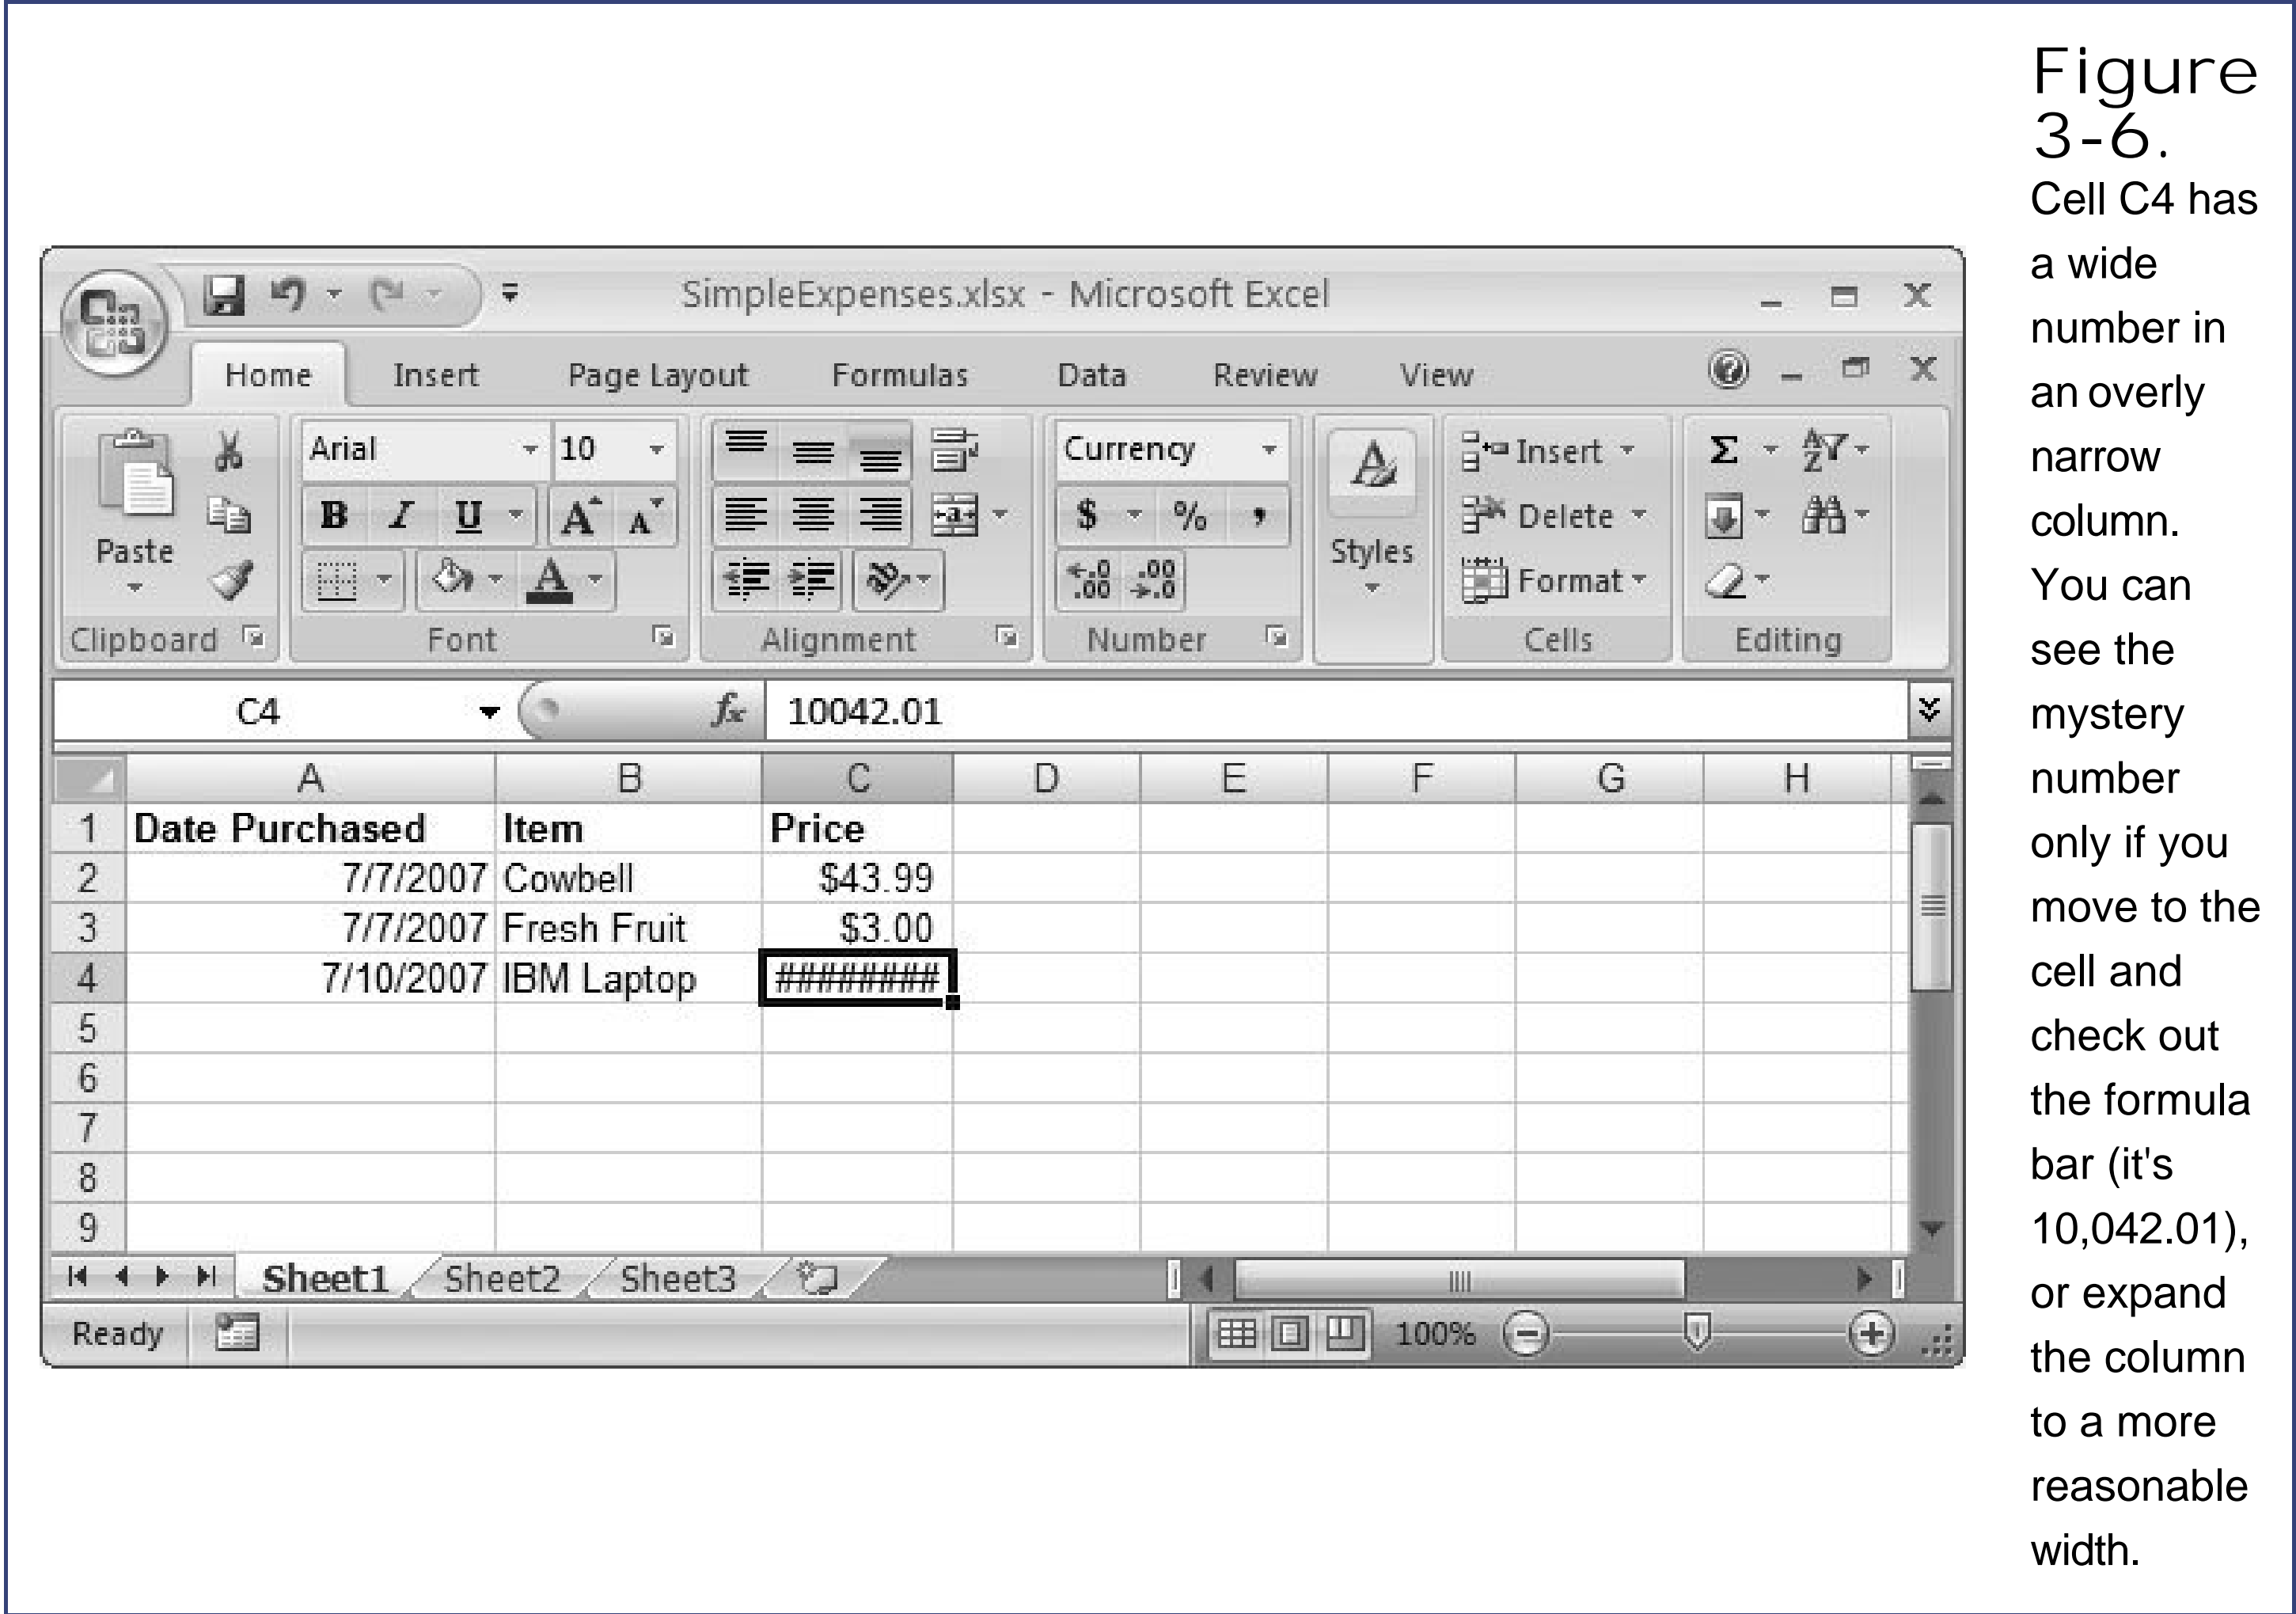 Figure
3-6.
Cell C4 has
a wide
number in
an overly
narrow
column.
You can
see the
mystery
number
only if you
move to the
cell and
check out
the formula
bar (it's
10,042.01),
or expand
the column
to a more
reasonable
width.
SimpleExpenses.xlsx - Microsoft Excel
Home Insert Page Layout Formulas Data Review View
Arial 10 Currency Insert
B I U A A $ % , Delete
Paste Styles
A .0 .00 .00 .0 Format
Clipboard Font Alignment Number Cells Editing
C4 fx 10042.01
A B C D E F G H
1 Date Purchased Item Price
2 7/7/2007 Cowbell $43.99
3 7/7/2007 Fresh Fruit $3.00
4 7/10/2007 IBM Laptop ########
5
6
7
8
9
Sheet1 Sheet2 Sheet3
Ready 100%